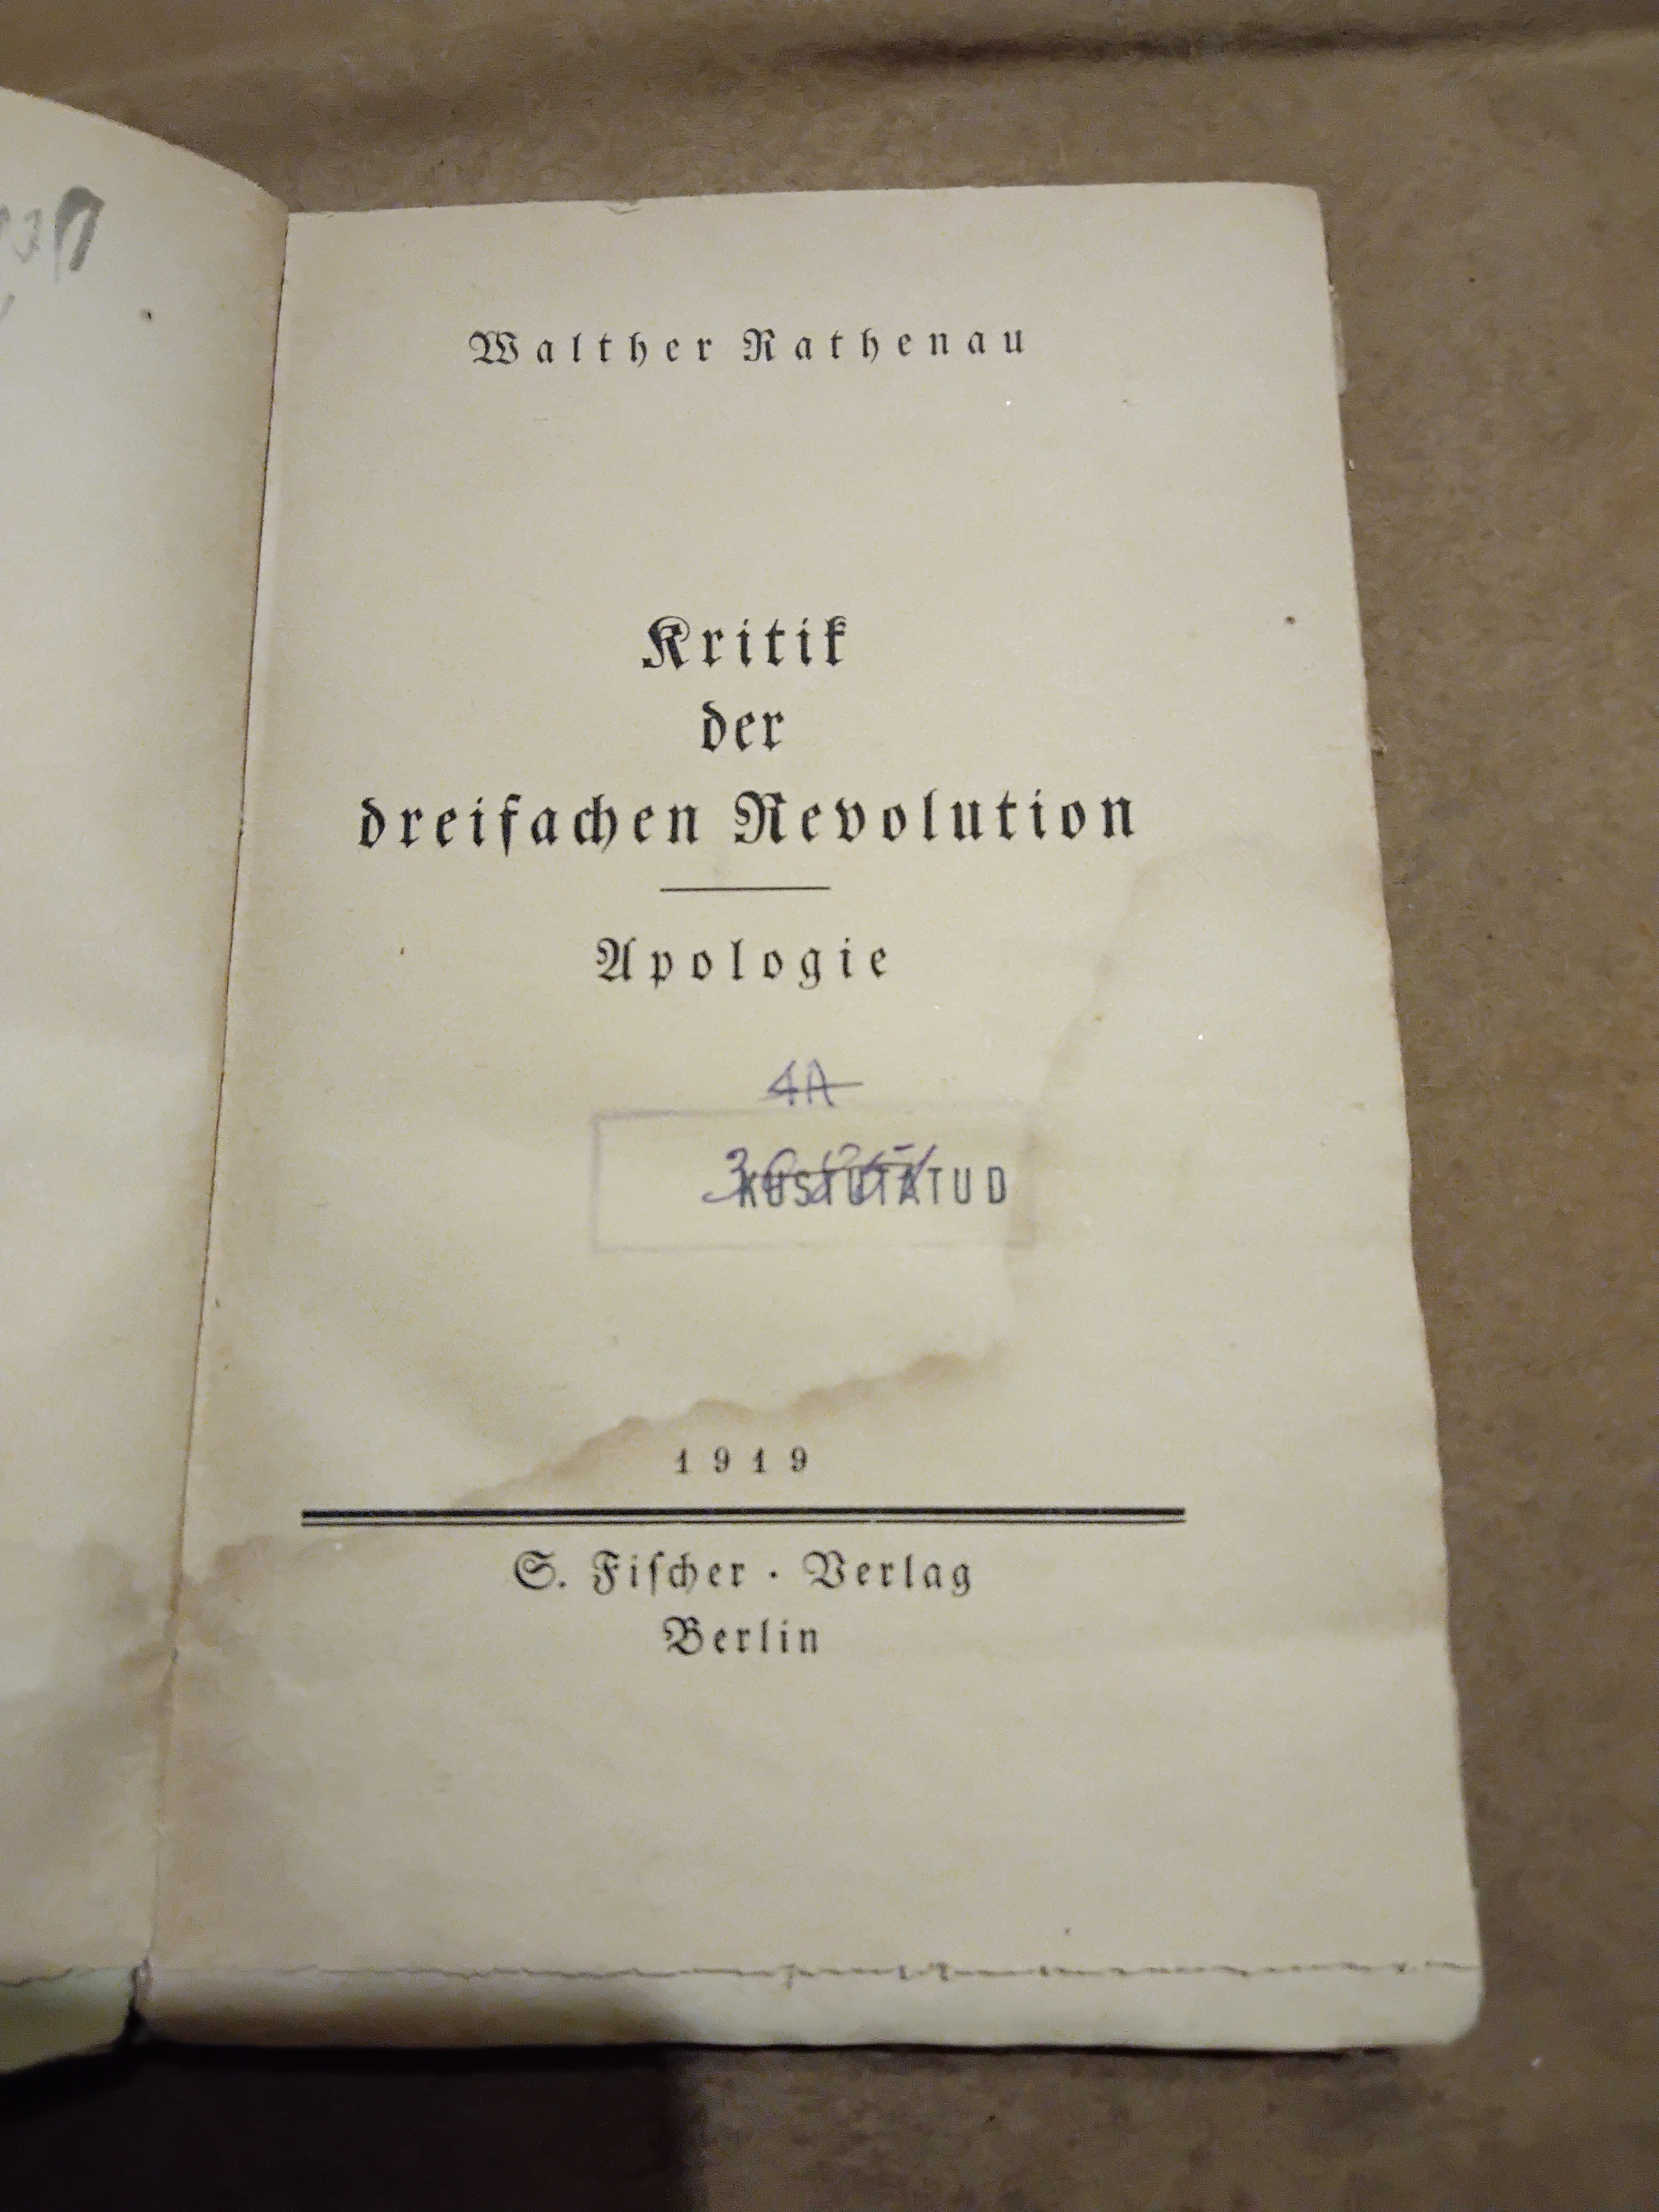 Walther Rathenau
Kritik
der
dreifachen Revolution
Apologie
4A
KUSTUTATUD
1919
S. Fiſcher · Verlag
Berlin